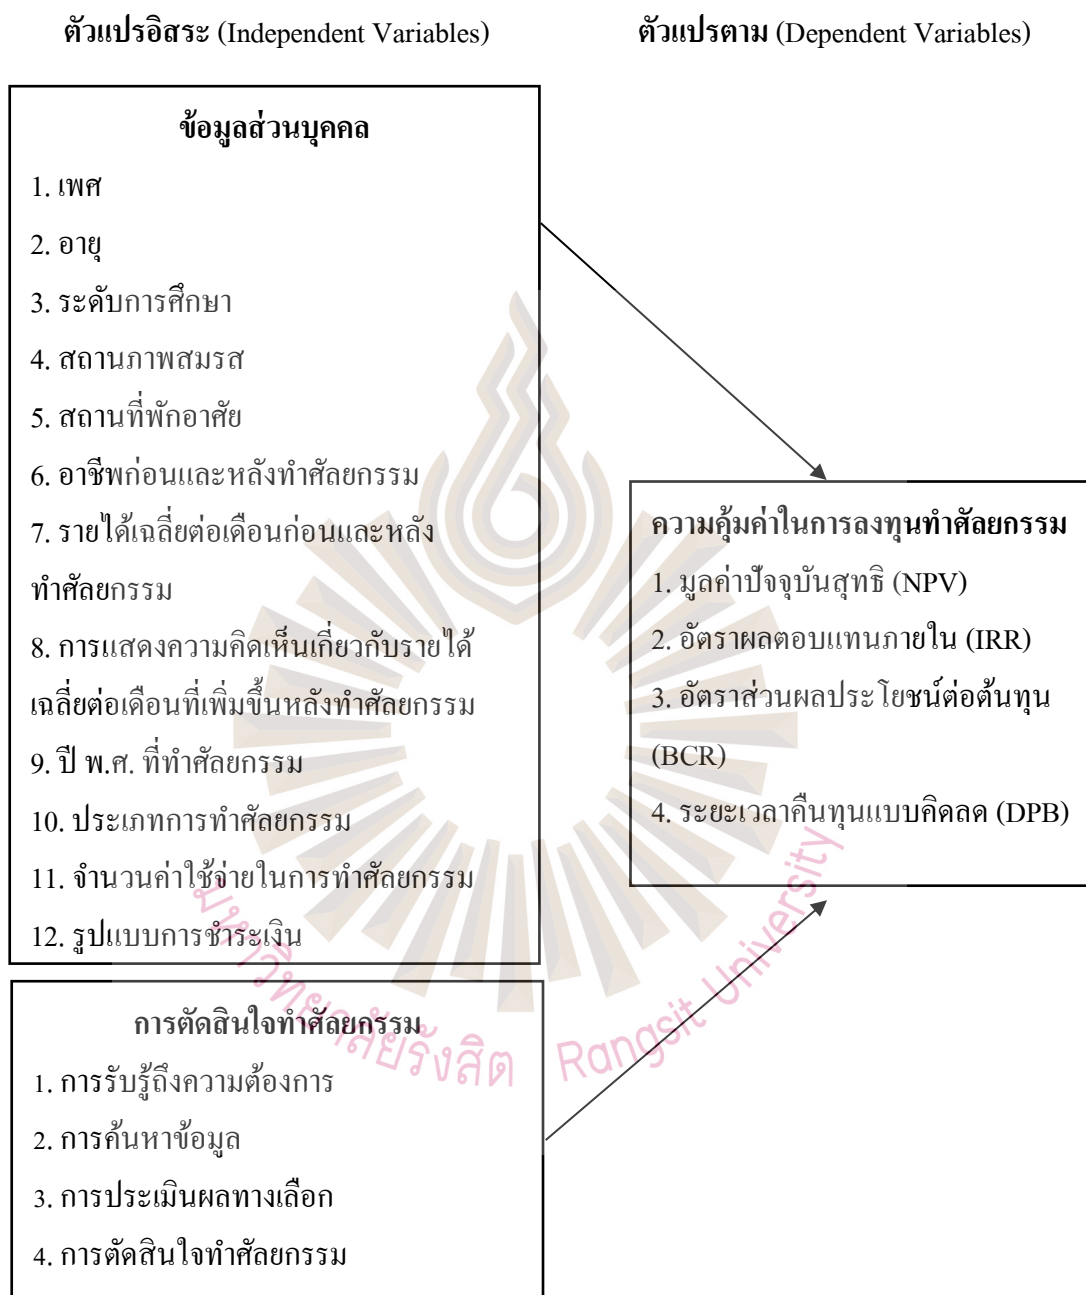 ตัวแปรอิสระ (Independent Variables)
ตัวแปรตาม (Dependent Variables)
ข้อมูลส่วนบุคคล
1. เพศ
2. อายุ
3. ระดับการศึกษา
4. สถานภาพสมรส
5. สถานที่พักอาศัย
6. อาชีพก่อนและหลังทำศัลยกรรม
7. รายได้เฉลี่ยต่อเดือนก่อนและหลัง
ทำศัลยกรรม
8. การแสดงความคิดเห็นเกี่ยวกับรายได้
เฉลี่ยต่อเดือนที่เพิ่มขึ้นหลังทำศัลยกรรม
9. ปี พ.ศ. ที่ทำศัลยกรรม
10. ประเภทการทำศัลยกรรม
11. จำนวนค่าใช้จ่ายในการทำศัลยกรรม
12. รูปแบบการชำระเงิน
ความคุ้มค่าในการลงทุนทำศัลยกรรม
1. มูลค่าปัจจุบันสุทธิ (NPV)
2. อัตราผลตอบแทนภายใน (IRR)
3. อัตราส่วนผลประโยชน์ต่อต้นทุน
(BCR)
4. ระยะเวลาคืนทุนแบบคิดลด (DPB)
การตัดสินใจทำศัลยกรรม
1. การรับรู้ถึงความต้องการ
2. การค้นหาข้อมูล
3. การประเมินผลทางเลือก
4. การตัดสินใจทำศัลยกรรม
มหาวิทยาลัยรังสิต Rangsit University